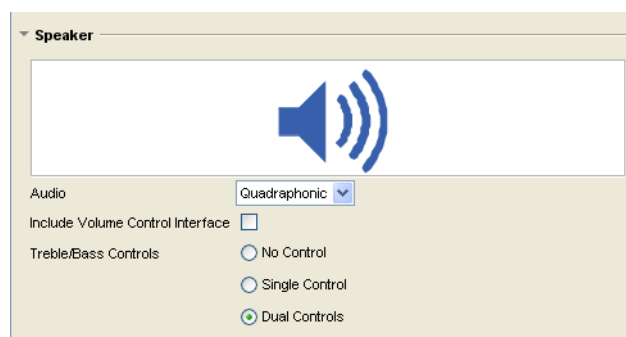 Speaker
Audio Quadraphonic
Include Volume Control Interface
Treble/Bass Controls No Control
Single Control
Dual Controls